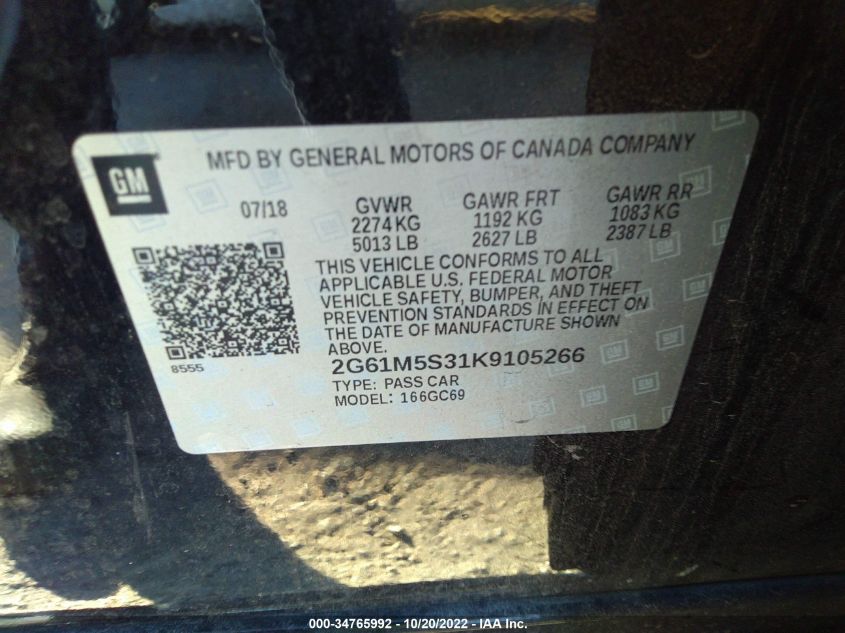 GM
MFD BY GENERAL MOTORS OF CANADA COMPANY
07/18 GVWR GAWR FRT GAWR RR
2274 KG 1192 KG 1083 KG
5013 LB 2627 LB 2387 LB
THIS VEHICLE CONFORMS TO ALL
APPLICABLE U.S. FEDERAL MOTOR
VEHICLE SAFETY, BUMPER, AND THEFT
PREVENTION STANDARDS IN EFFECT ON
THE DATE OF MANUFACTURE SHOWN
ABOVE.
8555
2G61M5S31K9105266
TYPE: PASS CAR
MODEL: 166GC69
000-34765992 - 10/20/2022 - IAA Inc.